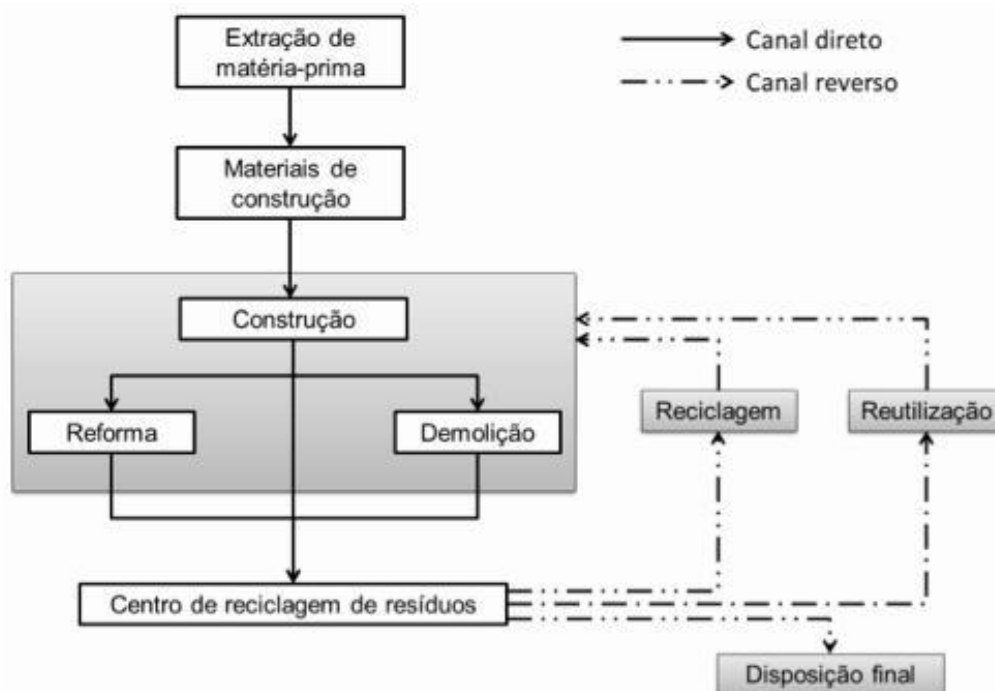 Extração de
matéria-prima
Canal direto
Canal reverso
Materiais de
construção
Construção
Reforma
Demolição
Reciclagem
Reutilização
Centro de reciclagem de resíduos
Disposição final